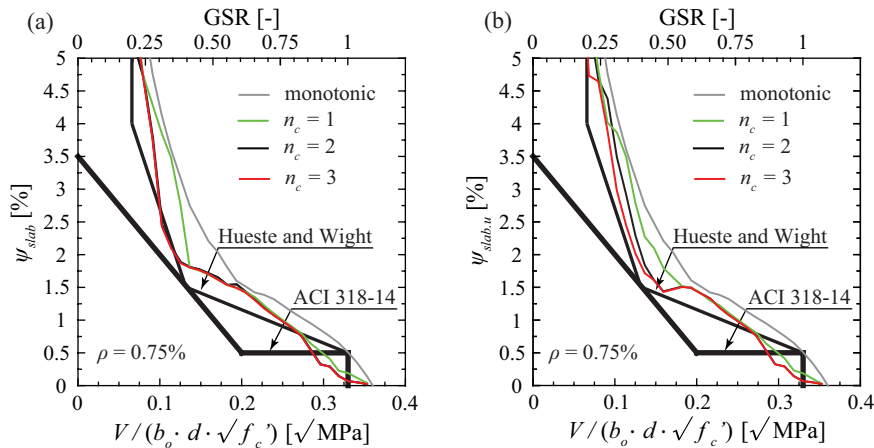 (a)
GSR [-]
0 0.25 0.50 0.75 1
5
4.5
4
3.5
3
2.5
2
1.5
1
0.5
0
ψslab [%]
monotonic
nc = 1
nc = 2
nc = 3
Hueste and Wight
ACI 318-14
ρ = 0.75%
0 0.1 0.2 0.3 0.4
V / (bo · d · √ fc’) [√ MPa]
(b)
GSR [-]
0 0.20 0.40 0.60 0.80 1
5
4.5
4
3.5
3
2.5
2
1.5
1
0.5
0
ψslab.u [%]
monotonic
nc = 1
nc = 2
nc = 3
Hueste and Wight
ACI 318-14
ρ = 0.75%
0 0.1 0.2 0.3 0.4
V / (bo · d · √ fc’) [√ MPa]